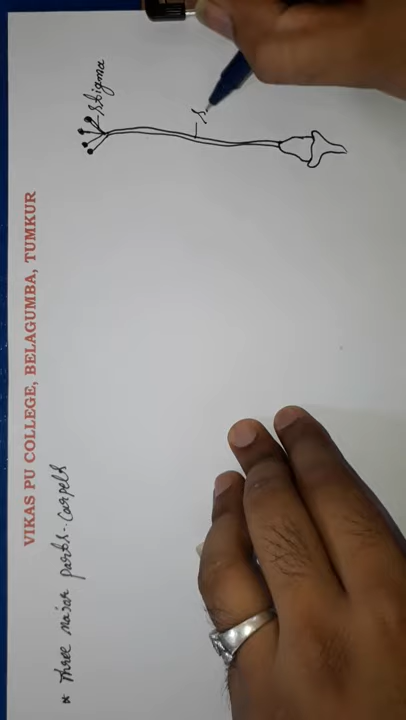 VIKAS PU COLLEGE, BELAGUMBA, TUMKUR
* Three major parts - Carpels
stigma
s